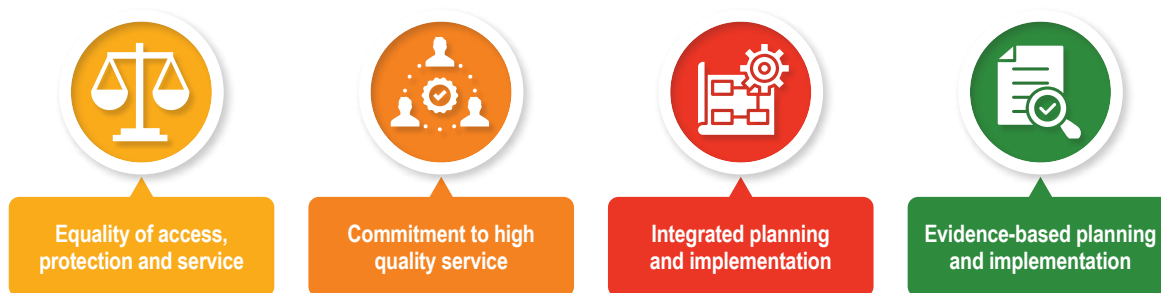 Equality of access,
protection and service
Commitment to high
quality service
Integrated planning
and implementation
Evidence-based planning
and implementation